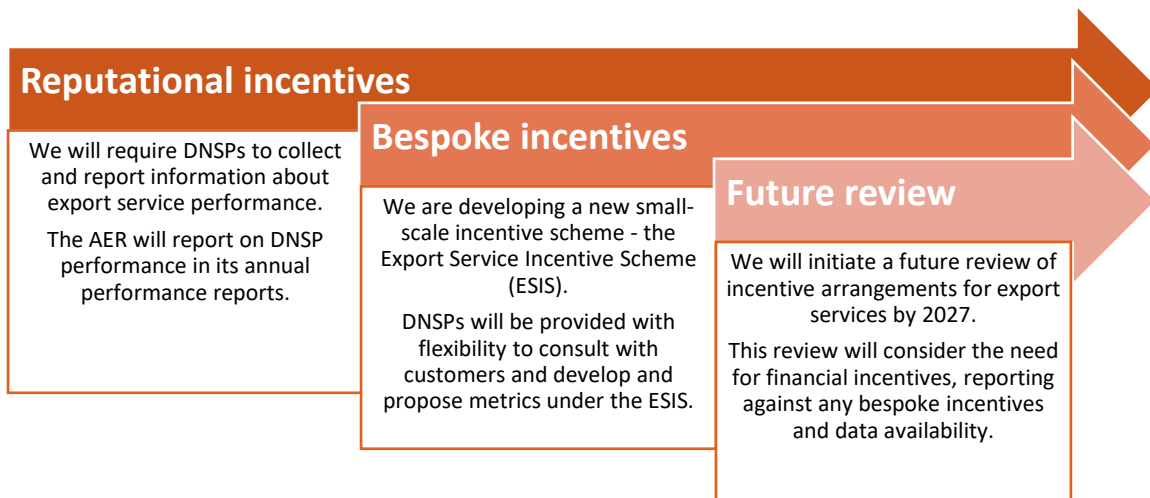 Reputational incentives
We will require DNSPs to collect
and report information about
export service performance.
The AER will report on DNSP
performance in its annual
performance reports.
Bespoke incentives
We are developing a new small-
scale incentive scheme - the
Export Service Incentive Scheme
(ESIS).
DNSPs will be provided with
flexibility to consult with
customers and develop and
propose metrics under the ESIS.
Future review
We will initiate a future review of
incentive arrangements for export
services by 2027.
This review will consider the need
for financial incentives, reporting
against any bespoke incentives
and data availability.